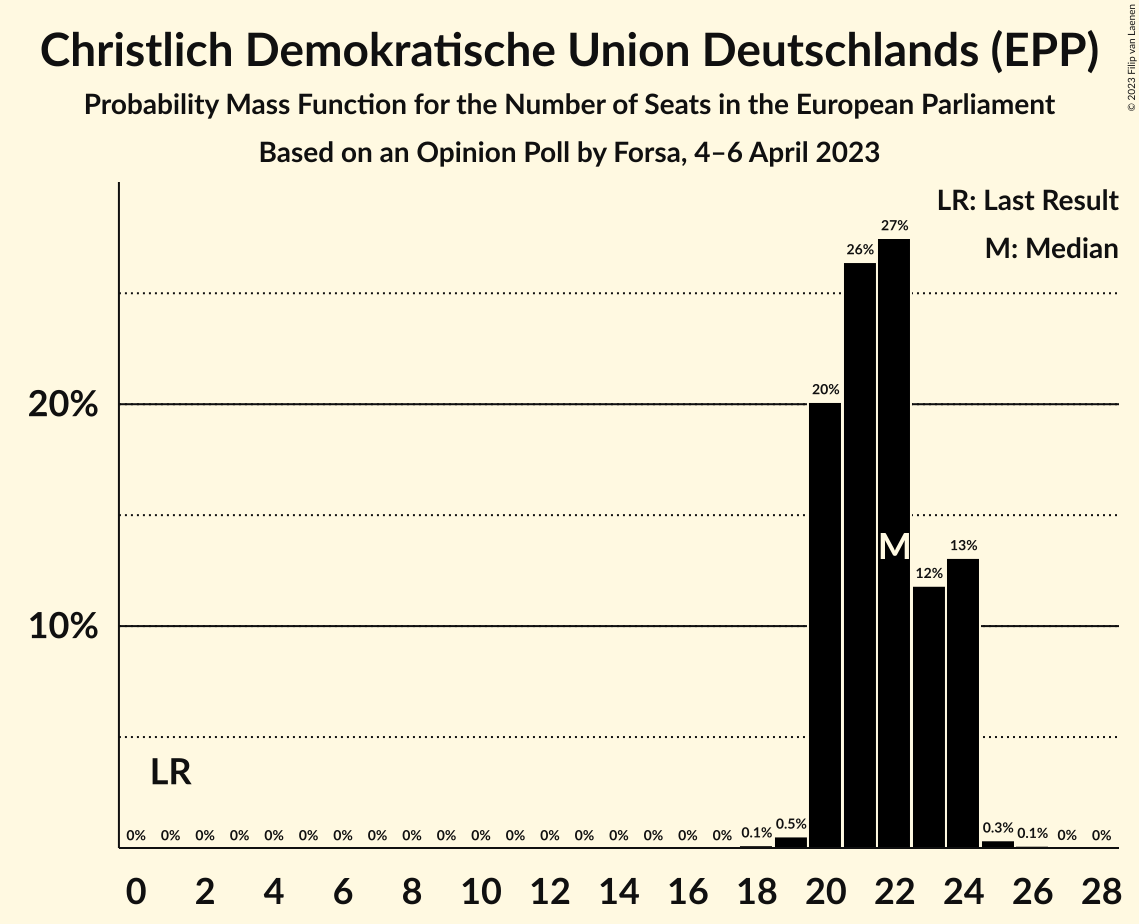 Christlich Demokratische Union Deutschlands (EPP)
Probability Mass Function for the Number of Seats in the European Parliament
Based on an Opinion Poll by Forsa, 4–6 April 2023
© 2023 Filip van Laenen
LR: Last Result
M: Median
27%
26%
20%
20%
M
13%
12%
10%
LR
0% 0% 0% 0% 0% 0% 0% 0% 0% 0% 0% 0% 0% 0% 0% 0% 0% 0% 0.1% 0.5% 0.3% 0.1% 0% 0%
0 2 4 6 8 10 12 14 16 18 20 22 24 26 28